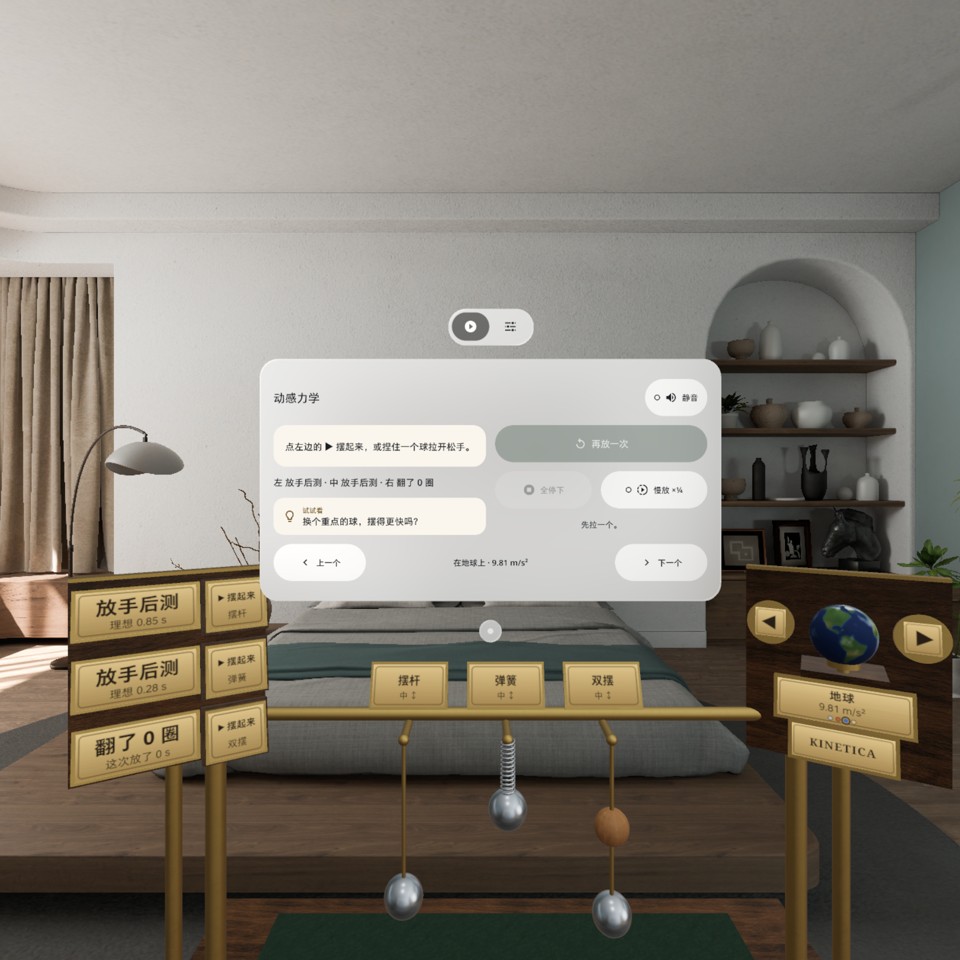 动感力学
静音
点左边的 ▶ 摆起来，或捏住一个球拉开松手。
再放一次
左 放手后测 · 中 放手后测 · 右 翻了 0 圈
全停下
慢放 ×¼
试试看
换个重点的球，摆得更快吗？
先拉一个。
上一个
在地球上 · 9.81 m/s²
下一个
放手后测
理想 0.85 s
▶ 摆起来
摆杆
放手后测
理想 0.28 s
▶ 摆起来
弹簧
翻了 0 圈
这次放了 0 s
▶ 摆起来
双摆
摆杆
中 ↕
弹簧
中 ↕
双摆
中 ↕
地球
9.81 m/s²
KINETICA